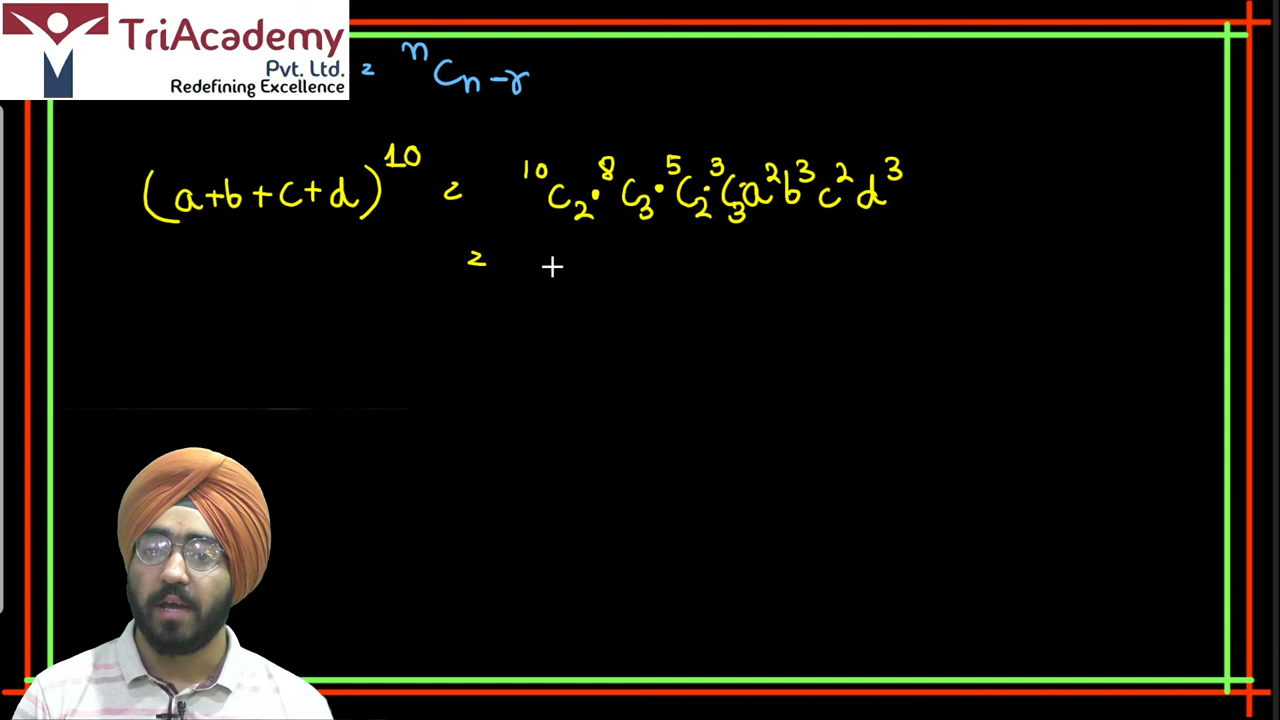 TriAcademy
Pvt. Ltd.
Redefining Excellence
= ⁿCₙ₋ᵣ
(a+b+c+d)¹⁰ = ¹⁰C₂·⁸C₃·⁵C₂·³C₃a²b³c²d³
=